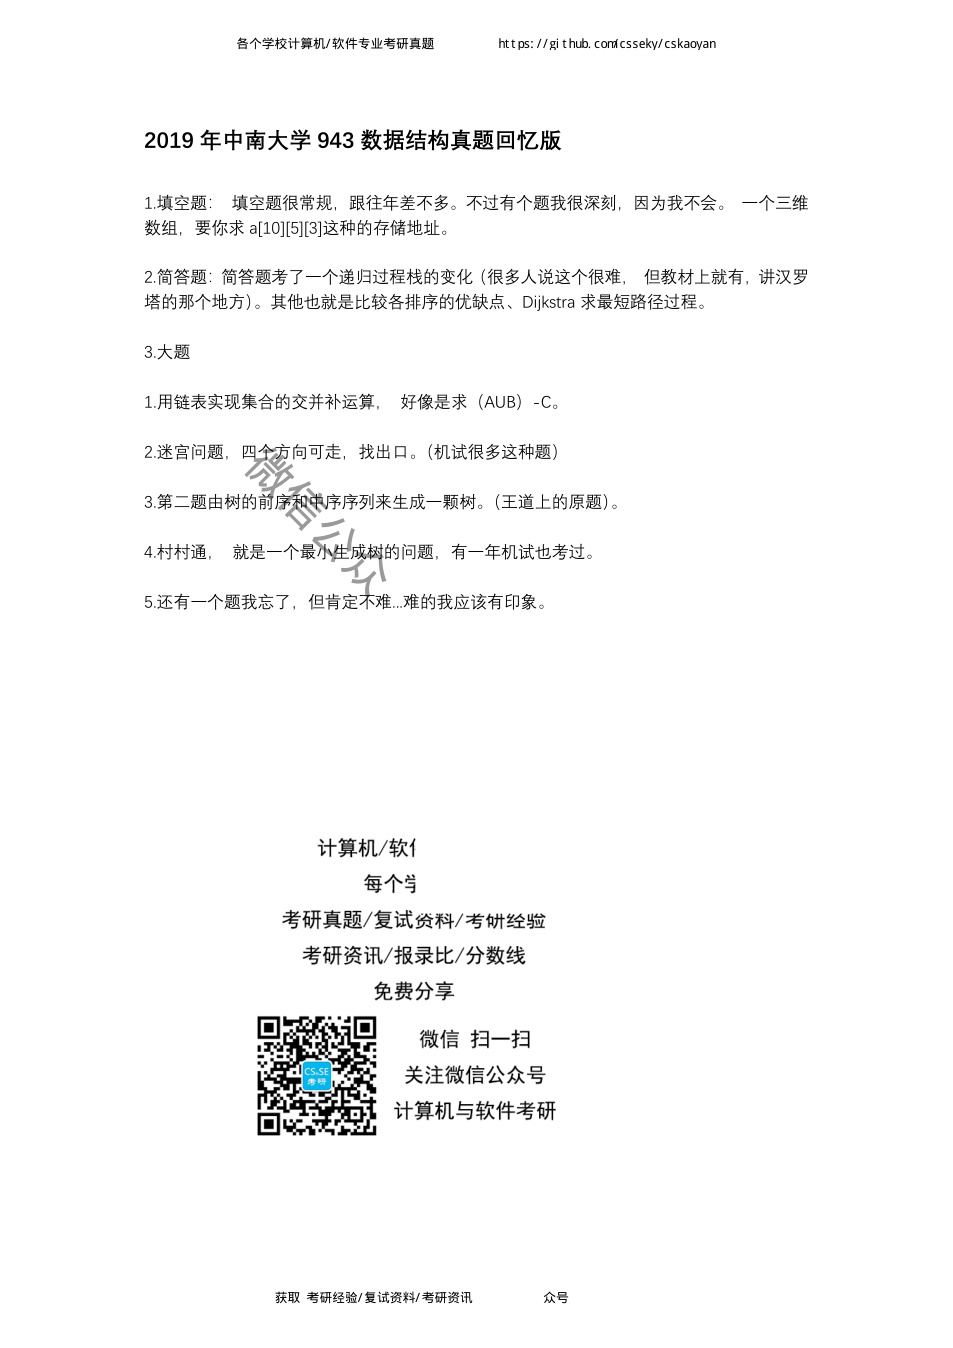 各个学校计算机/软件专业考研真题 https://github.com/csseky/cskaoyan
2019 年中南大学 943 数据结构真题回忆版
1.填空题： 填空题很常规，跟往年差不多。不过有个题我很深刻，因为我不会。 一个三维
数组，要你求 a[10][5][3]这种的存储地址。
2.简答题：简答题考了一个递归过程栈的变化（很多人说这个很难， 但教材上就有，讲汉罗
塔的那个地方）。其他也就是比较各排序的优缺点、Dijkstra 求最短路径过程。
3.大题
1.用链表实现集合的交并补运算， 好像是求（AUB）-C。
2.迷宫问题，四个方向可走，找出口。（机试很多这种题）
3.第二题由树的前序和中序序列来生成一颗树。（王道上的原题）。
4.村村通， 就是一个最小生成树的问题，有一年机试也考过。
5.还有一个题我忘了，但肯定不难...难的我应该有印象。
微信公众
计算机/软
每个
考研真题/复试资料/考研经验
考研资讯/报录比/分数线
免费分享
CS&SE
考研
微信 扫一扫
关注微信公众号
计算机与软件考研
获取 考研经验/复试资料/考研资讯 众号